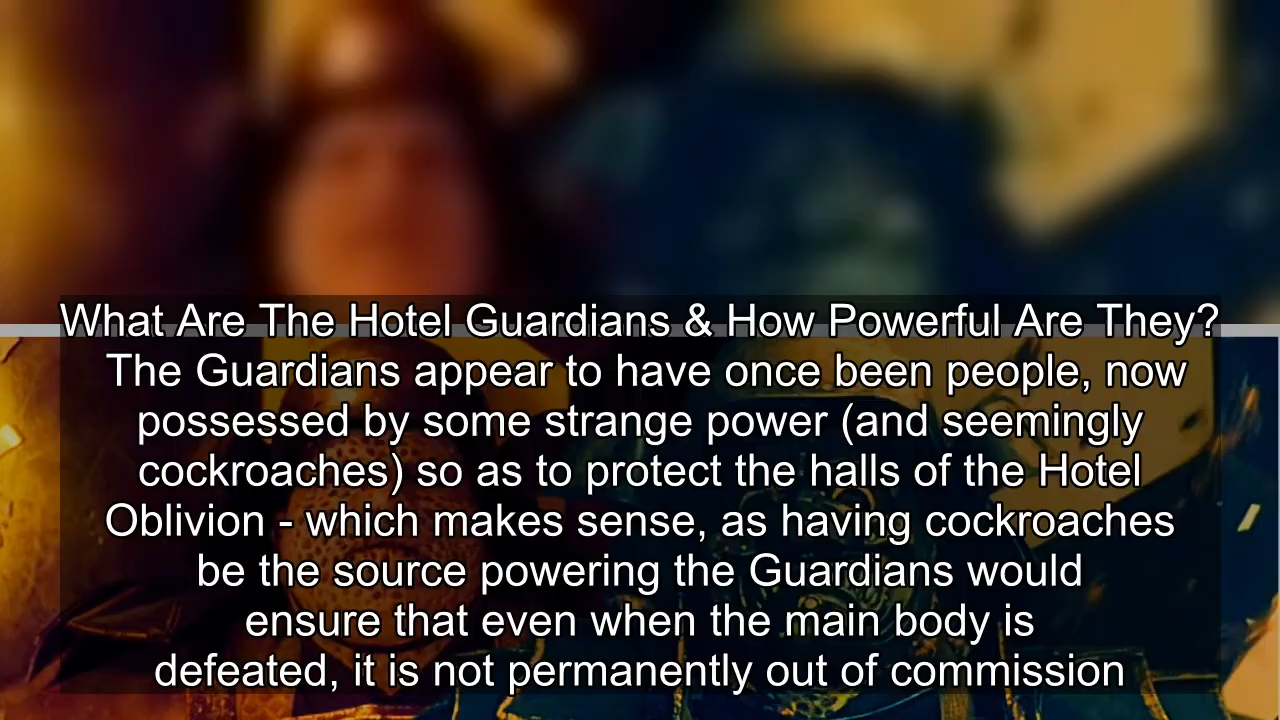 What Are The Hotel Guardians & How Powerful Are They?
The Guardians appear to have once been people, now
possessed by some strange power (and seemingly
cockroaches) so as to protect the halls of the Hotel
Oblivion - which makes sense, as having cockroaches
be the source powering the Guardians would
ensure that even when the main body is
defeated, it is not permanently out of commission